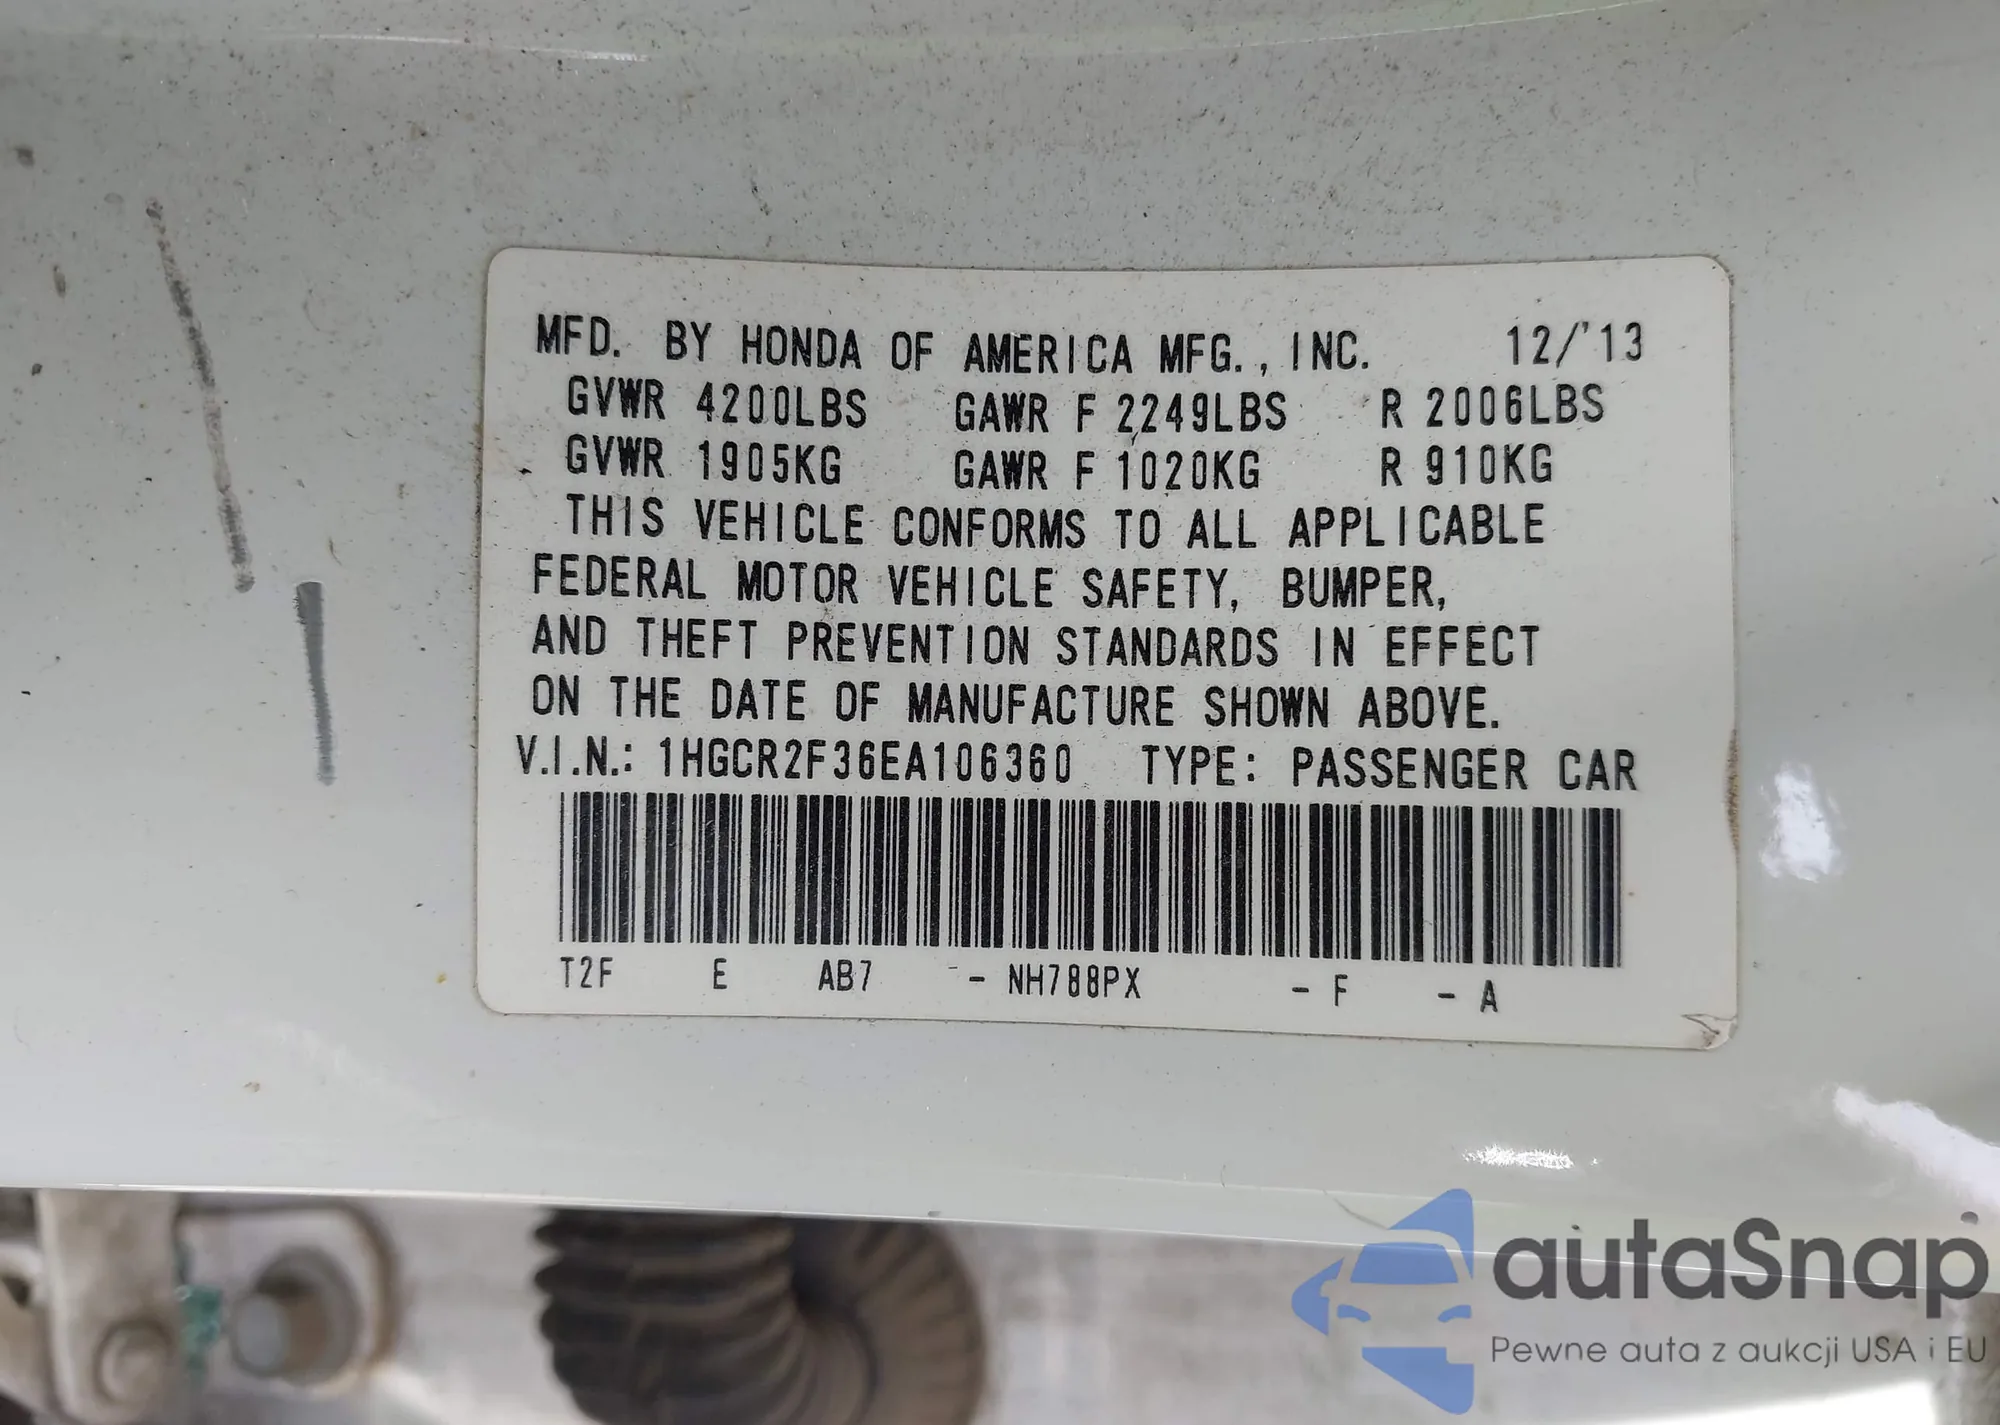 MFD. BY HONDA OF AMERICA MFG., INC. 12/'13
GVWR 4200LBS GAWR F 2249LBS R 2006LBS
GVWR 1905KG GAWR F 1020KG R 910KG
THIS VEHICLE CONFORMS TO ALL APPLICABLE
FEDERAL MOTOR VEHICLE SAFETY, BUMPER,
AND THEFT PREVENTION STANDARDS IN EFFECT
ON THE DATE OF MANUFACTURE SHOWN ABOVE.
V.I.N.: 1HGCR2F36EA106360 TYPE: PASSENGER CAR
T2F E AB7 - NH788PX - F - A
autaSnap
Pewne auta z aukcji USA i EU